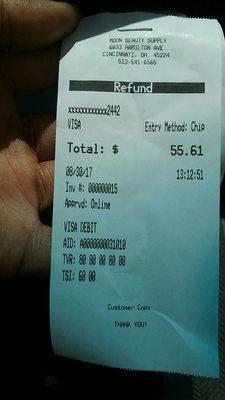 MOON BEAUTY SUPPLY
6033 HAMILTON AVE
CINCINNATI, OH. 45224
513-541-6565
Refund
xxxxxxxxxxxx2442
VISA Entry Method: Chip
Total: $ 55.61
08/30/17 13:12:51
Inv #: 000000015
Apprvd: Online
VISA DEBIT
AID: A0000000031010
TVR: 80 80 00 80 00
TSI: 68 00
Customer Copy
THANK YOU!